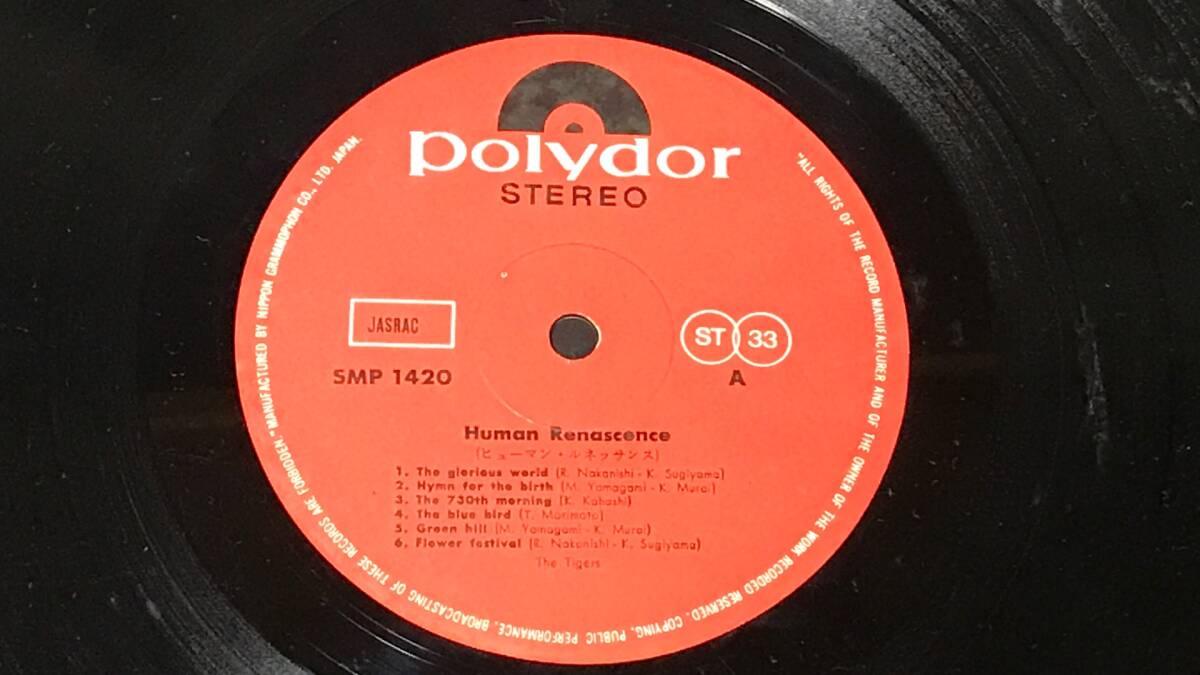 polydor
STEREO
JASRAC
SMP 1420
ST 33
A
Human Renascence
(ヒューマン・ルネッサンス)
1. The glorious world (R. Nakanishi - K. Sugiyama)
2. Hymn for the birth (M. Yamagami - K. Murai)
3. The 730th morning (K. Kahashi)
4. The blue bird (T. Morimoto)
5. Green hill (M. Yamagami - K. Murai)
6. Flower festival (R. Nakanishi - K. Sugiyama)
The Tigers
"ALL RIGHTS OF THE RECORD MANUFACTURER AND OF THE OWNER OF THE WORK RECORDED RESERVED. COPYING, PUBLIC PERFORMANCE, BROADCASTING OF THESE RECORDS ARE FORBIDDEN" MANUFACTURED BY NIPPON GRAMMOPHON CO., LTD. JAPAN.